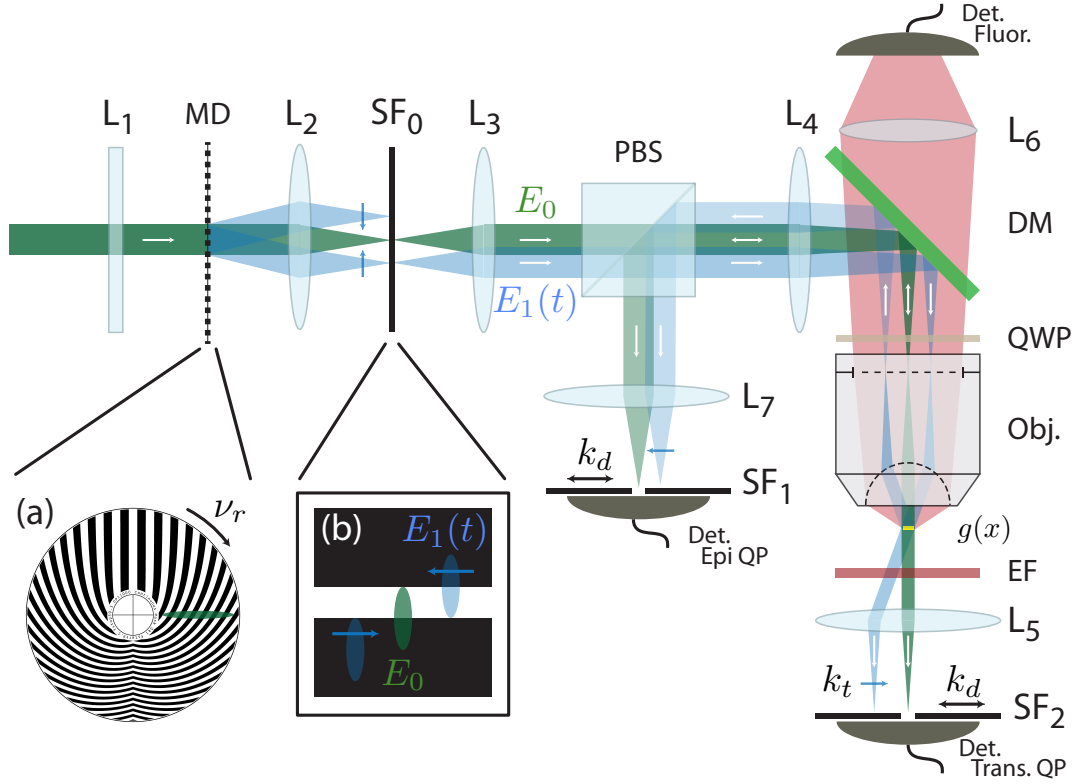 Det.
Fluor.
L1
MD
L2
SF0
L3
PBS
L4
L6
E0
DM
E1(t)
QWP
L7
Obj.
kd
SF1
(a)
νr
(b)
E1(t)
Det.
Epi QP
g(x)
EF
L5
E0
kt
kd
SF2
Det.
Trans. QP